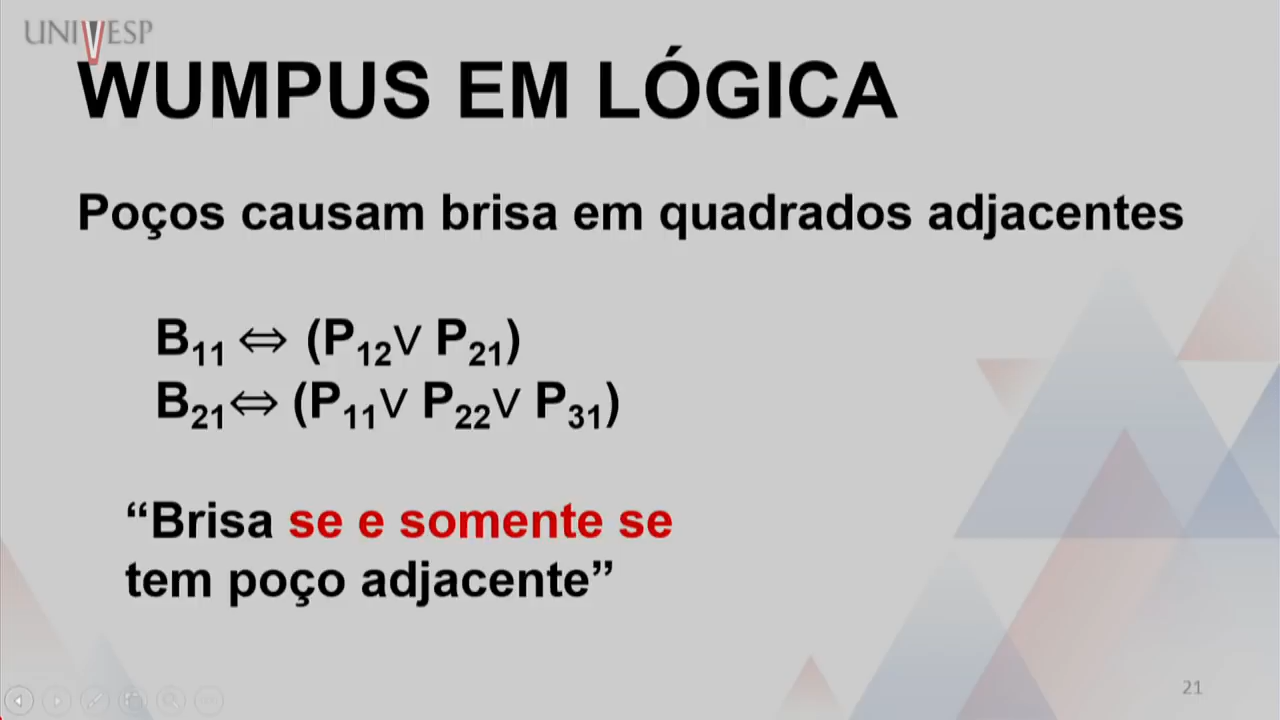 UNIVESP
WUMPUS EM LÓGICA
Poços causam brisa em quadrados adjacentes
B₁₁ ⇔ (P₁₂∨ P₂₁)
B₂₁⇔ (P₁₁∨ P₂₂∨ P₃₁)
“Brisa se e somente se
tem poço adjacente”
21